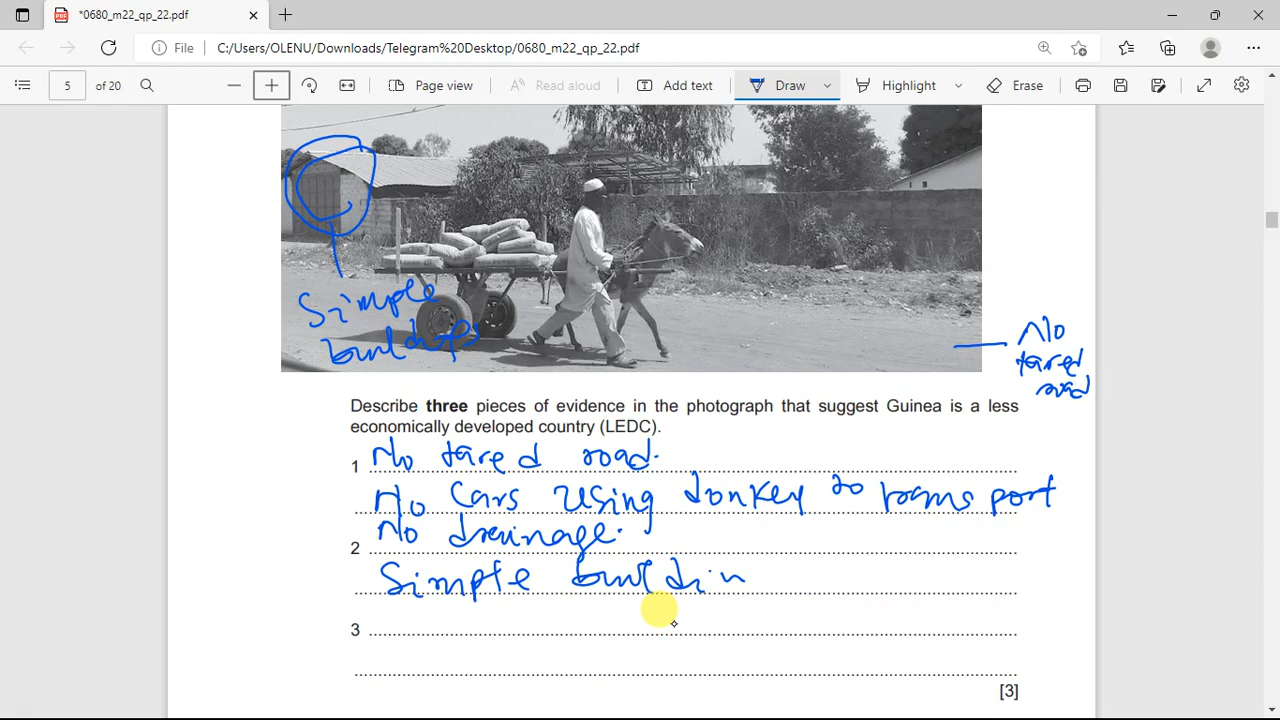 *0680_m22_qp_22.pdf
File C:/Users/OLENU/Downloads/Telegram%20Desktop/0680_m22_qp_22.pdf
5 of 20 Page view Read aloud Add text Draw Highlight Erase
Simple
No
tared
road
Describe three pieces of evidence in the photograph that suggest Guinea is a less
economically developed country (LEDC).
1 No tared road.
No Cars Using donkey to transport
No drainage.
2
Simple buildin
3
[3]